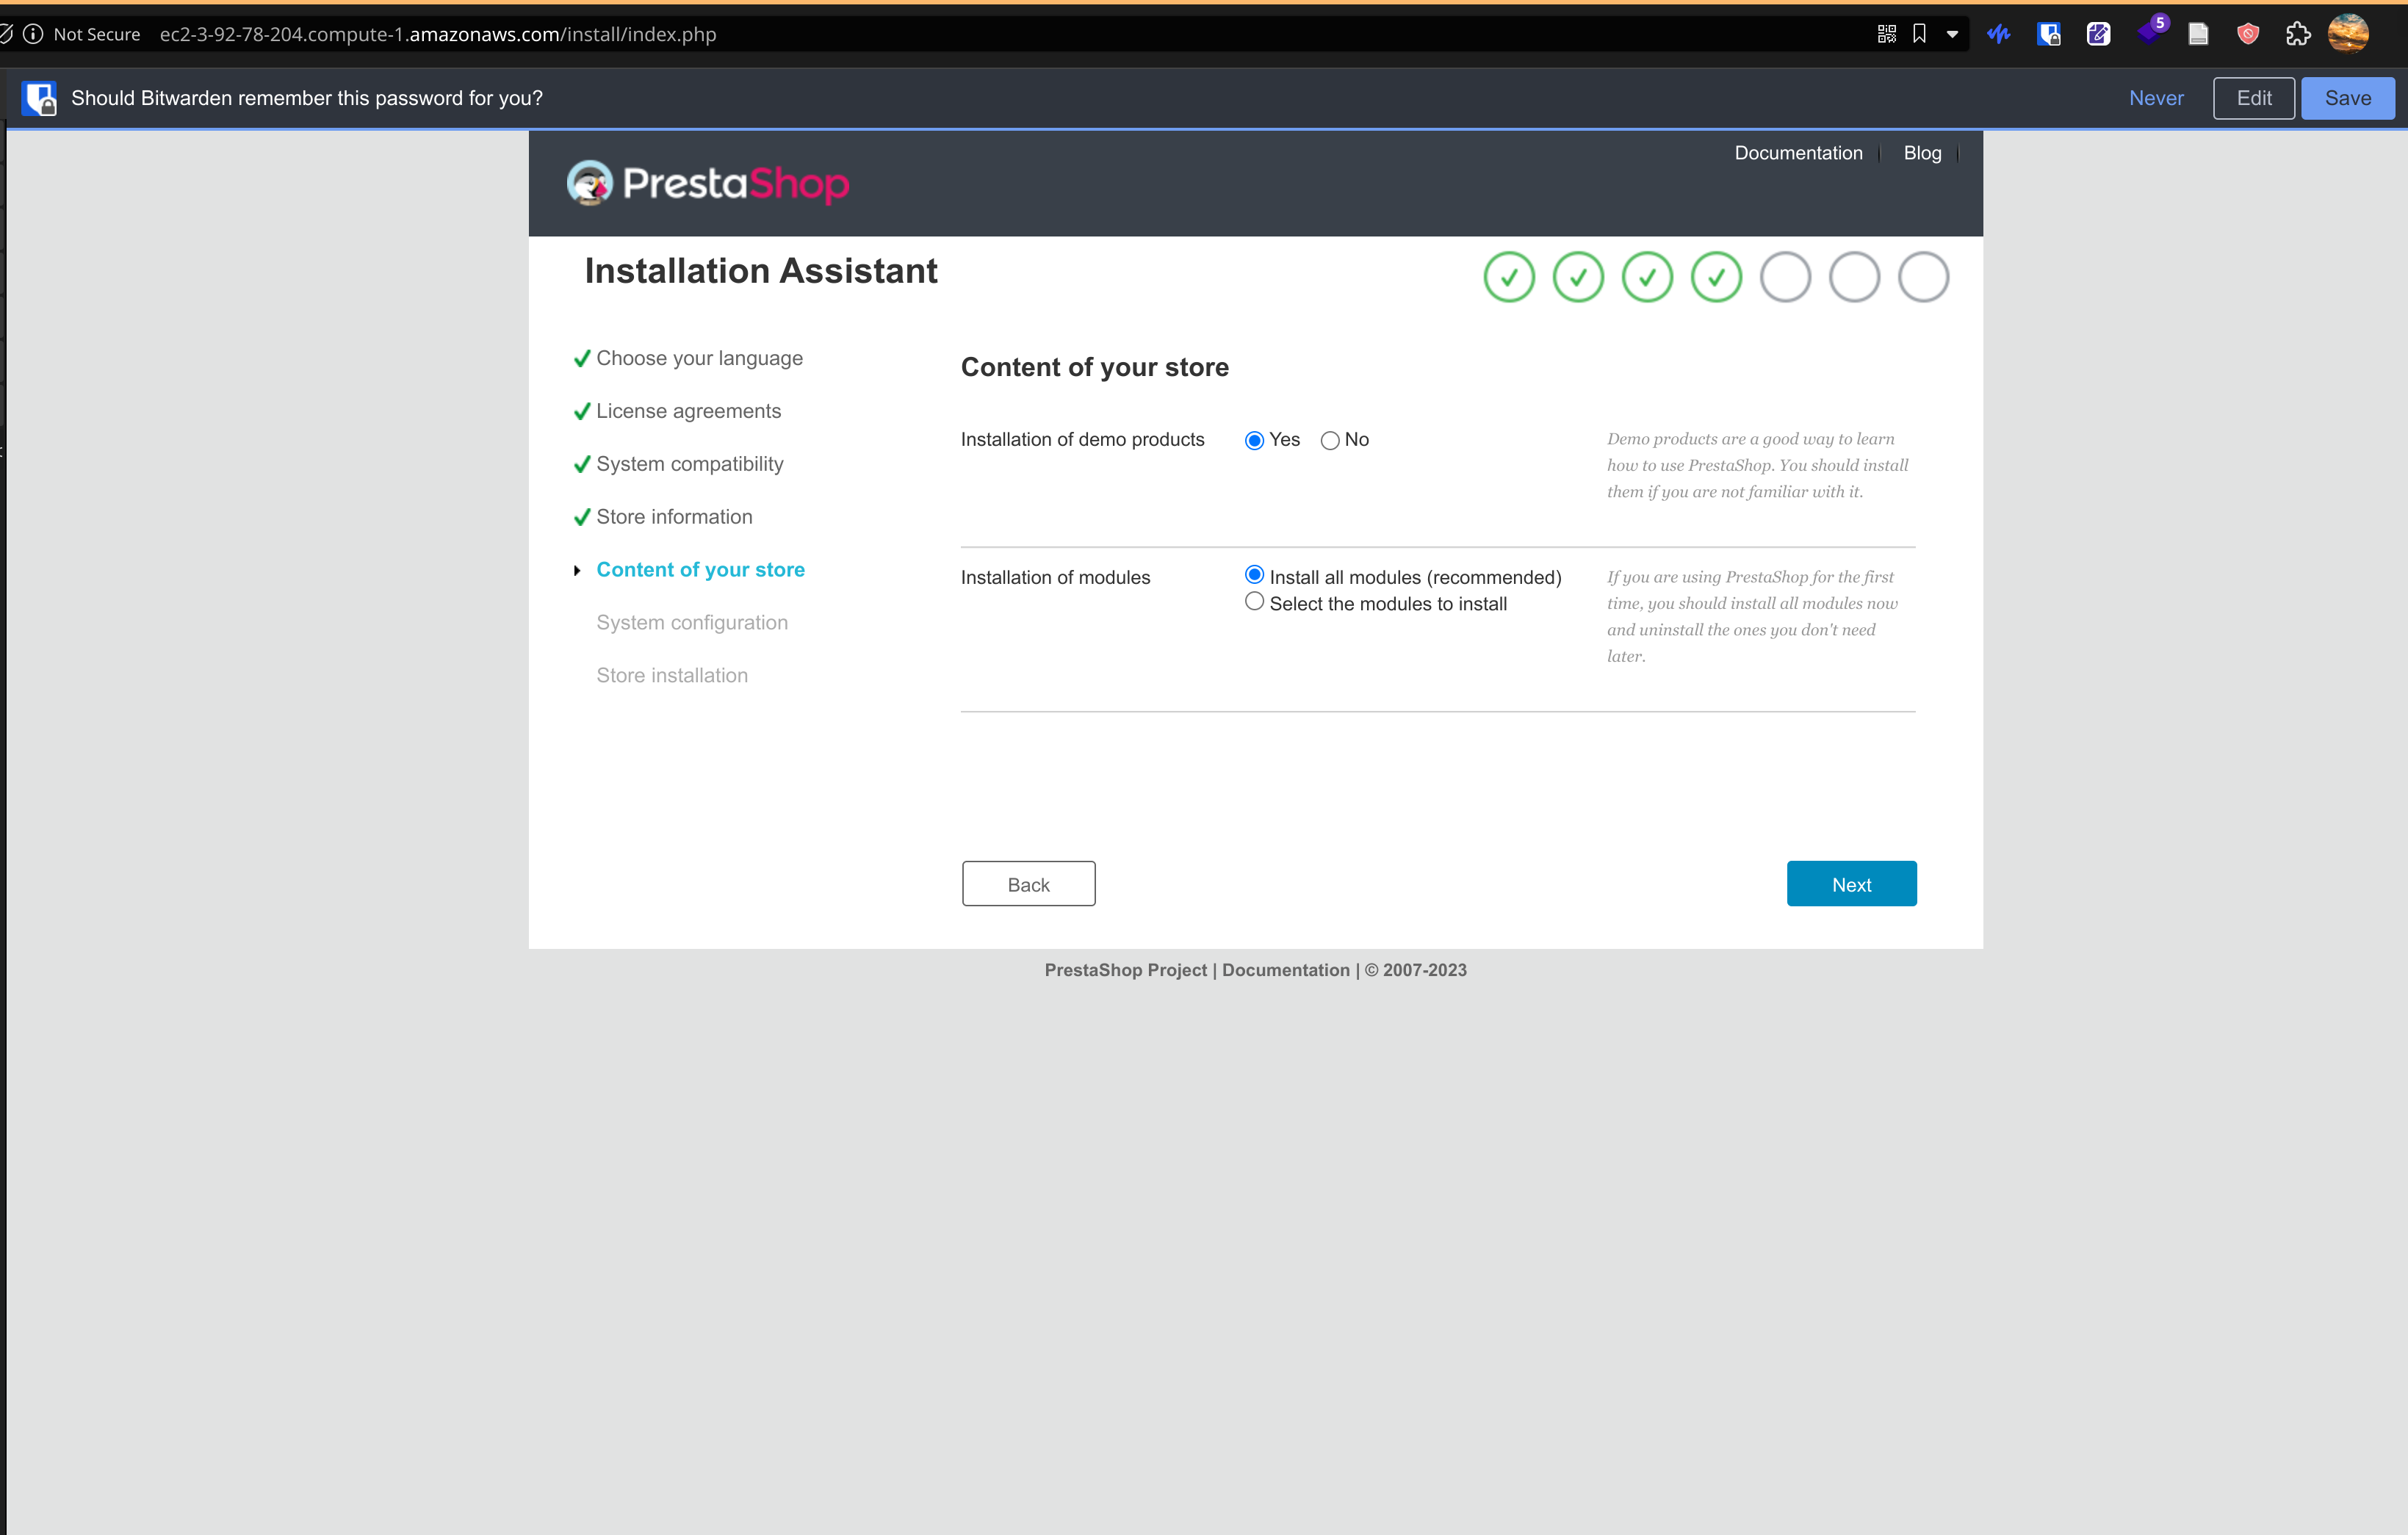 Not Secure ec2-3-92-78-204.compute-1.amazonaws.com/install/index.php
5
Should Bitwarden remember this password for you?
Never
Edit
Save
Documentation
Blog
PrestaShop
Installation Assistant
Choose your language
License agreements
System compatibility
Store information
Content of your store
System configuration
Store installation
Content of your store
Installation of demo products
Yes
No
Demo products are a good way to learn
how to use PrestaShop. You should install
them if you are not familiar with it.
Installation of modules
Install all modules (recommended)
Select the modules to install
If you are using PrestaShop for the first
time, you should install all modules now
and uninstall the ones you don't need
later.
Back
Next
PrestaShop Project | Documentation | © 2007-2023